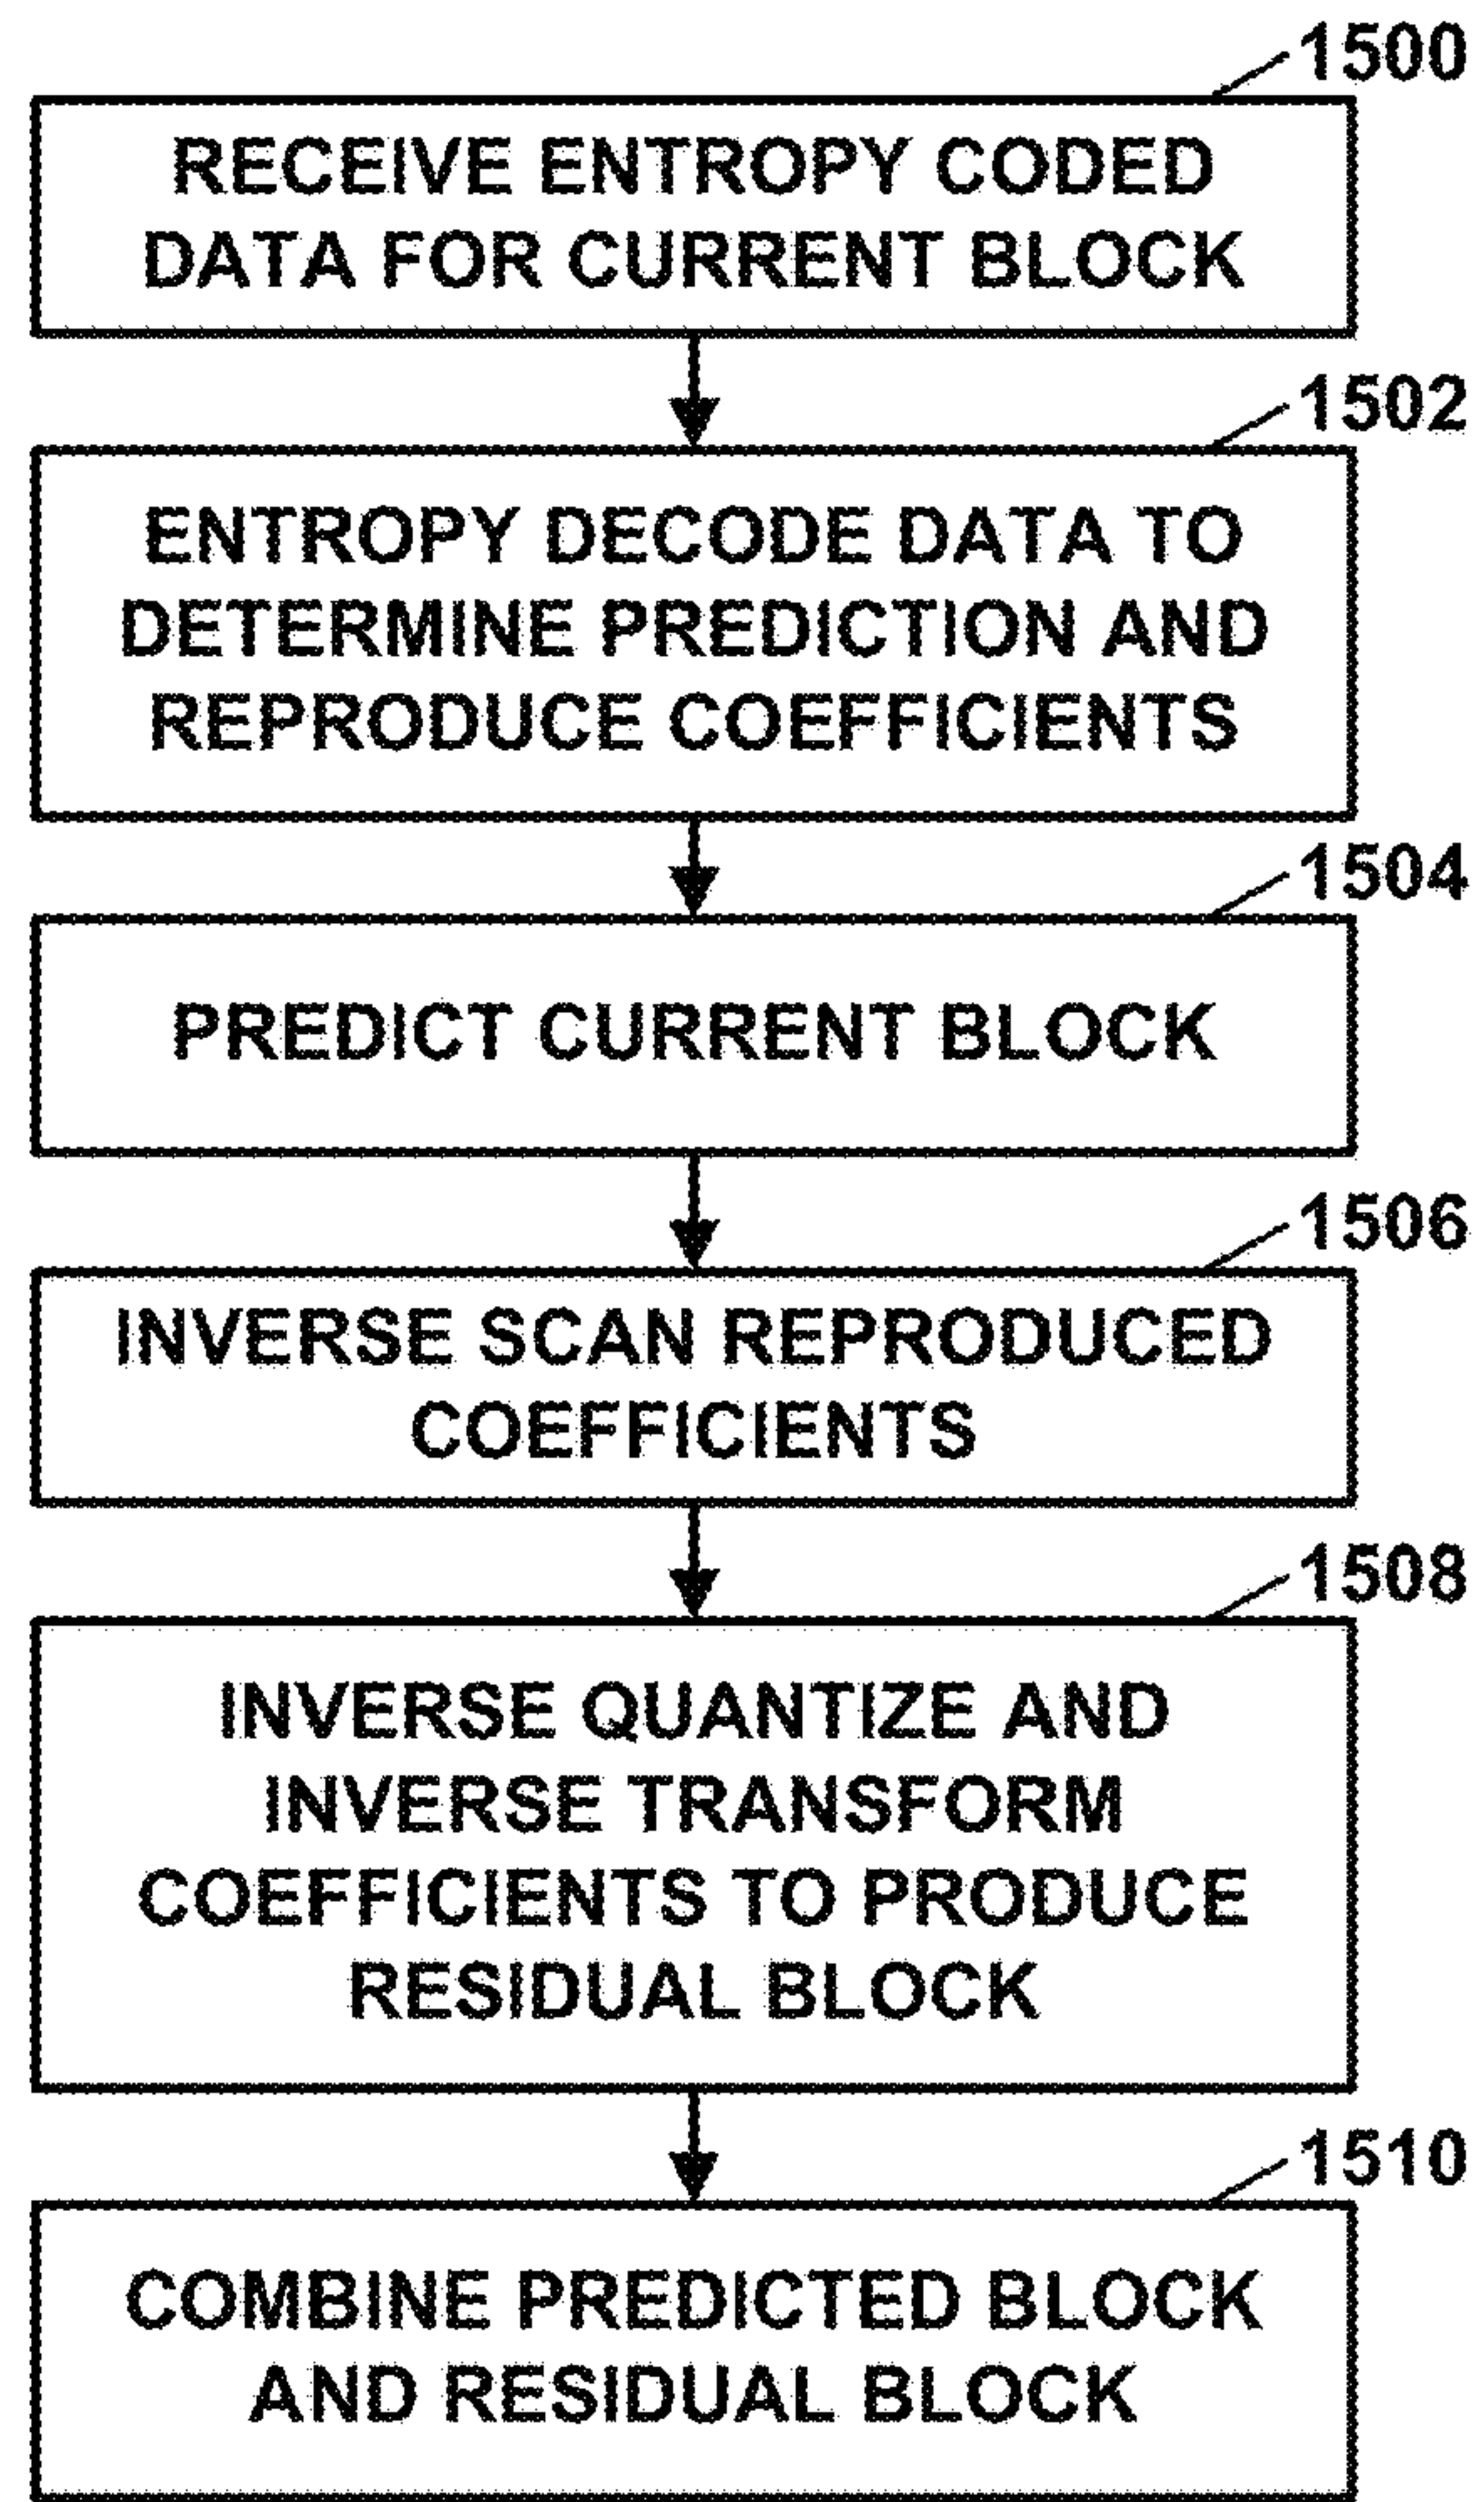 1500
RECEIVE ENTROPY CODED
DATA FOR CURRENT BLOCK
1502
ENTROPY DECODE DATA TO
DETERMINE PREDICTION AND
REPRODUCE COEFFICIENTS
1504
PREDICT CURRENT BLOCK
1506
INVERSE SCAN REPRODUCED
COEFFICIENTS
1508
INVERSE QUANTIZE AND
INVERSE TRANSFORM
COEFFICIENTS TO PRODUCE
RESIDUAL BLOCK
1510
COMBINE PREDICTED BLOCK
AND RESIDUAL BLOCK